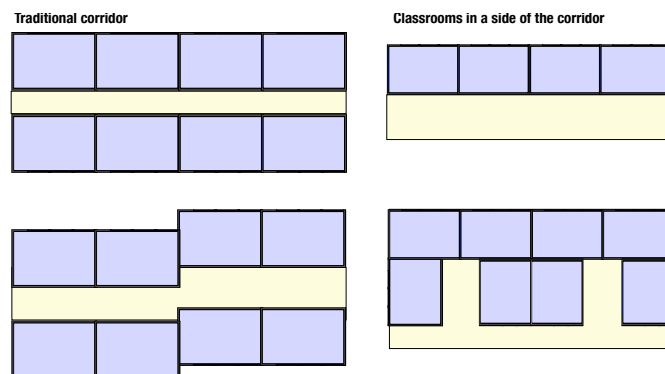 Traditional corridor
Classrooms in a side of the corridor